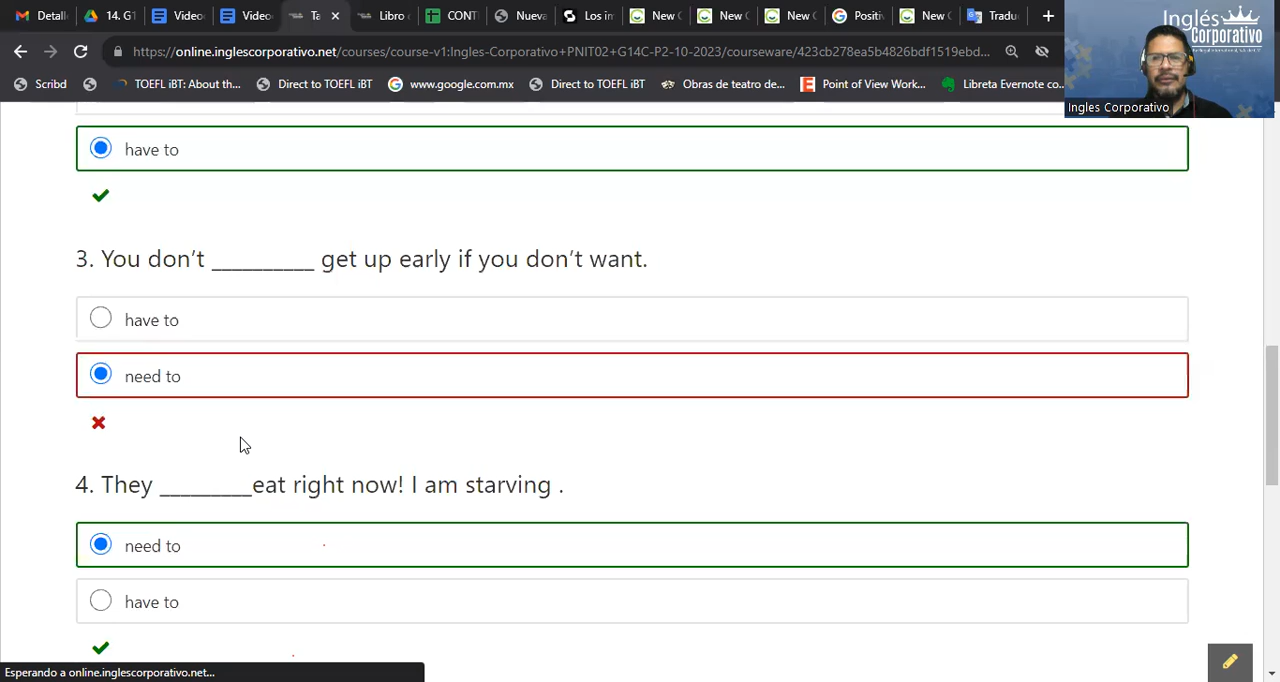 Detall
14. G
Video
Video
Ta
Libro
CONT
Nueva
Los in
New C
New C
New C
Positi
New C
Tradu
https://online.inglescorporativo.net/courses/course-v1:Ingles-Corporativo+PNIT02+G14C-P2-10-2023/courseware/423cb278ea5b4826bdf1519ebd...
Scribd
TOEFL iBT: About th...
Direct to TOEFL iBT
www.google.com.mx
Direct to TOEFL iBT
Obras de teatro de...
Point of View Work...
Libreta Evernote co...
Inglés
Corporativo
Ingles Corporativo
have to
3. You don’t __________ get up early if you don’t want.
have to
need to
4. They _________eat right now! I am starving .
need to
have to
Esperando a online.inglescorporativo.net...